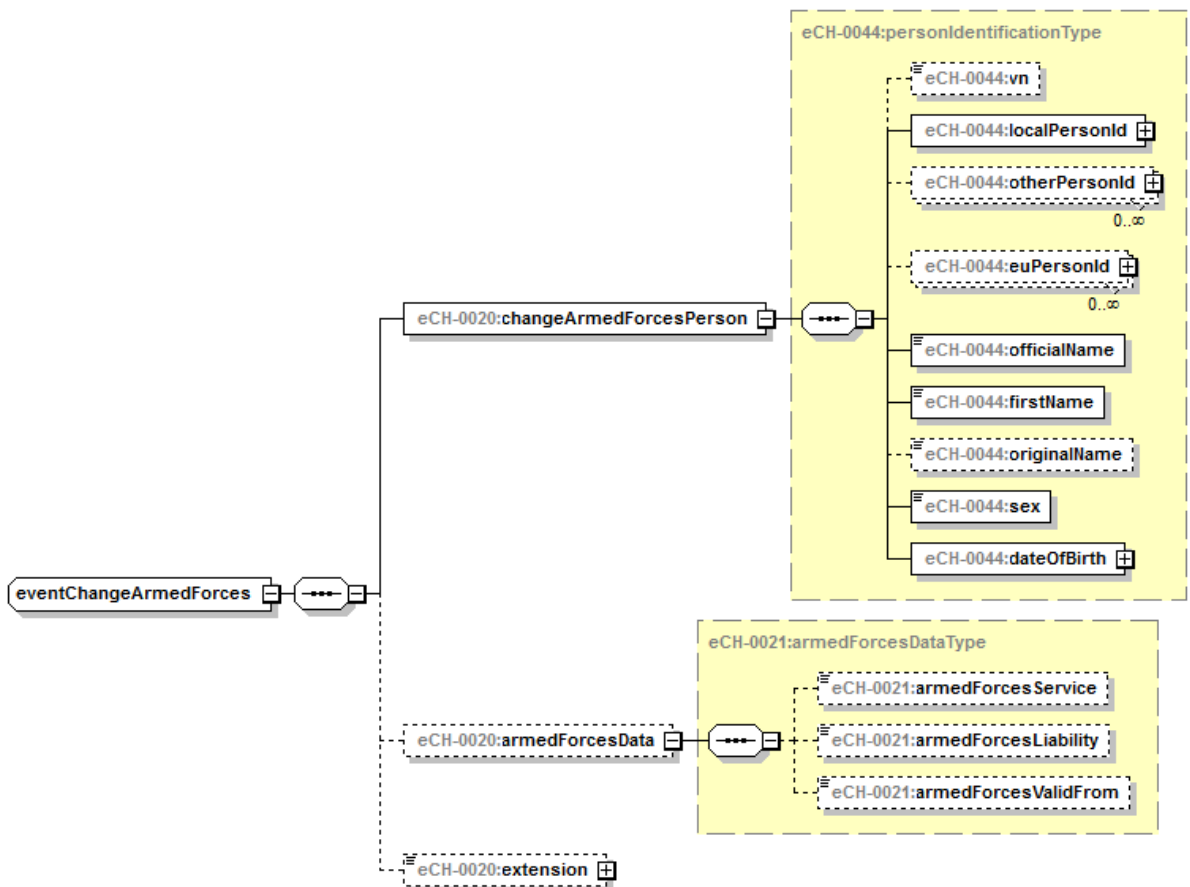 eCH-0044:personIdentificationType
eCH-0044:vn
eCH-0044:localPersonId
eCH-0044:otherPersonId
0..∞
eCH-0044:euPersonId
0..∞
eCH-0020:changeArmedForcesPerson
eCH-0044:officialName
eCH-0044:firstName
eCH-0044:originalName
eCH-0044:sex
eCH-0044:dateOfBirth
eventChangeArmedForces
eCH-0021:armedForcesDataType
eCH-0021:armedForcesService
eCH-0020:armedForcesData
eCH-0021:armedForcesLiability
eCH-0021:armedForcesValidFrom
eCH-0020:extension